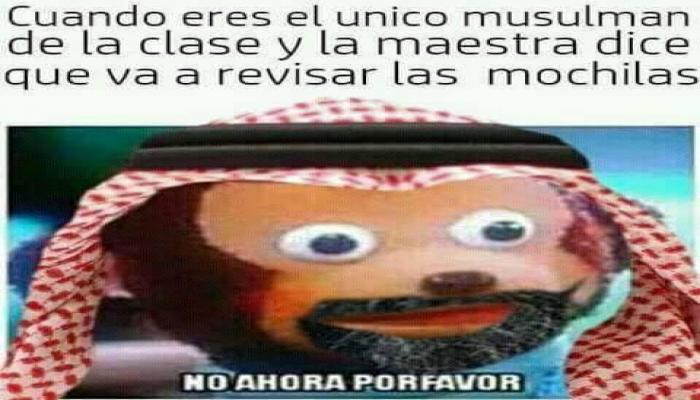 Cuando eres el unico musulman
de la clase y la maestra dice
que va a revisar las mochilas
NO AHORA PORFAVOR